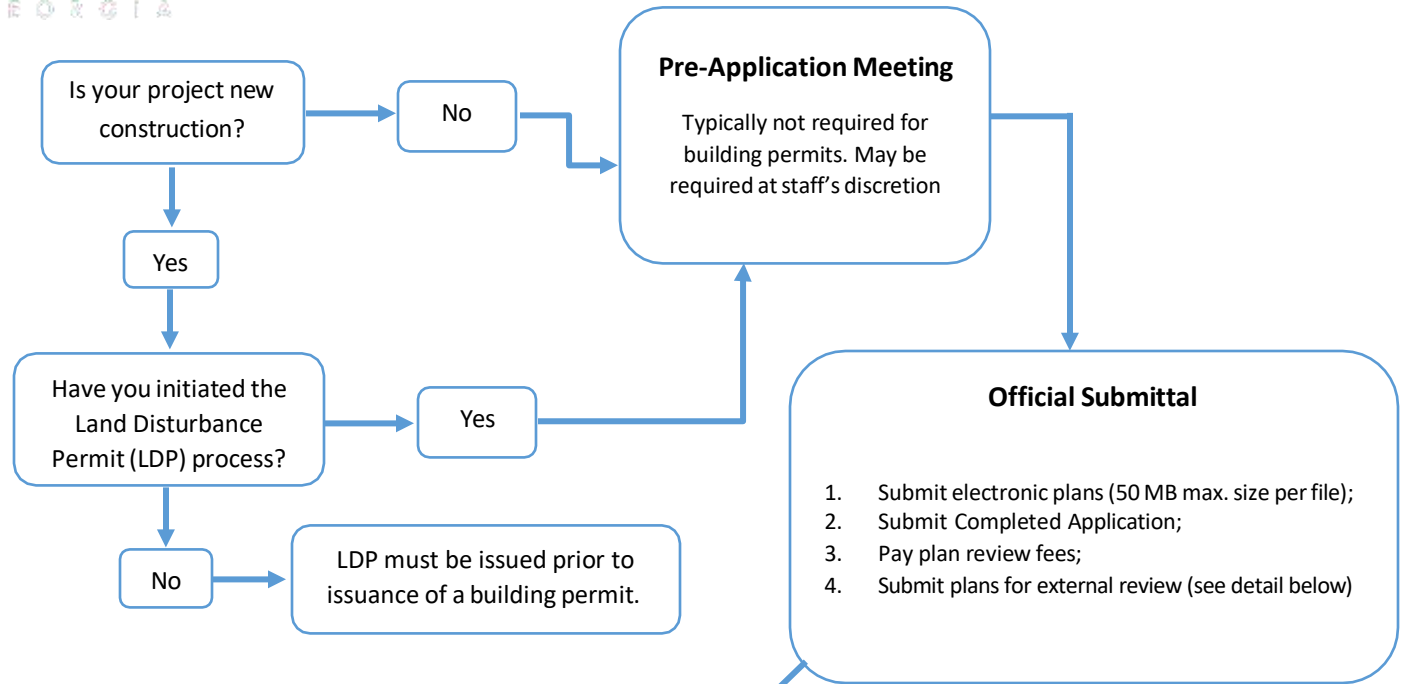 Is your project new
construction?
No
Pre-Application Meeting
Typically not required for
building permits. May be
required at staff's discretion
Yes
Have you initiated the
Land Disturbance
Permit (LDP) process?
Yes
No
LDP must be issued prior to
issuance of a building permit.
Official Submittal
1. Submit electronic plans (50 MB max. size per file);
2. Submit Completed Application;
3. Pay plan review fees;
4. Submit plans for external review (see detail below)